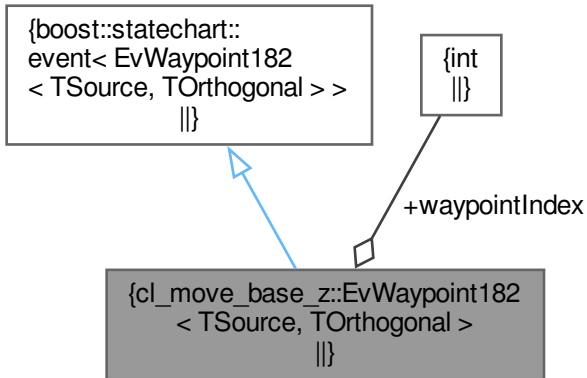 {boost::statechart::
event< EvWaypoint182
< TSource, TOrthogonal > >
||}
{int
||}
+waypointIndex
{cl_move_base_z::EvWaypoint182
< TSource, TOrthogonal >
||}